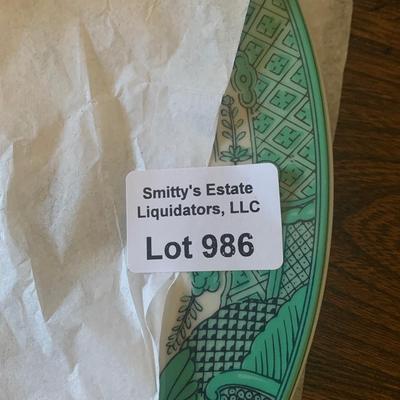 Smitty's Estate
Liquidators, LLC
Lot 986